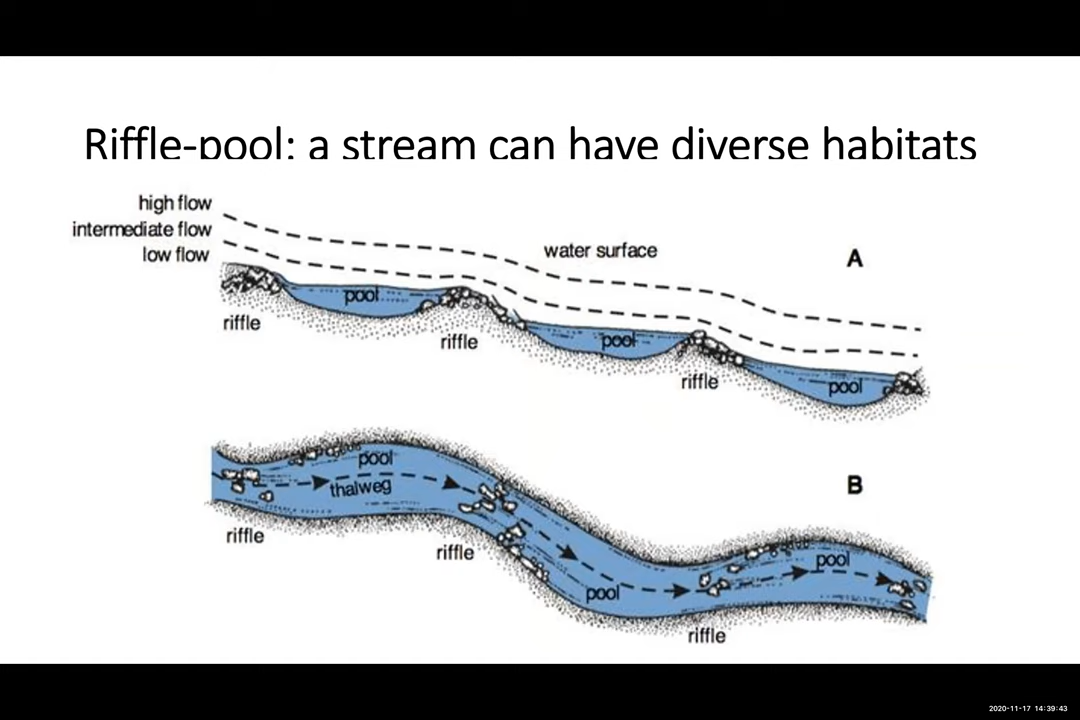 Riffle-pool: a stream can have diverse habitats
high flow
intermediate flow
low flow
water surface
A
pool
riffle
riffle
pool
riffle
pool
pool
thalweg
B
riffle
riffle
pool
pool
riffle
2020-11-17 14:39:43